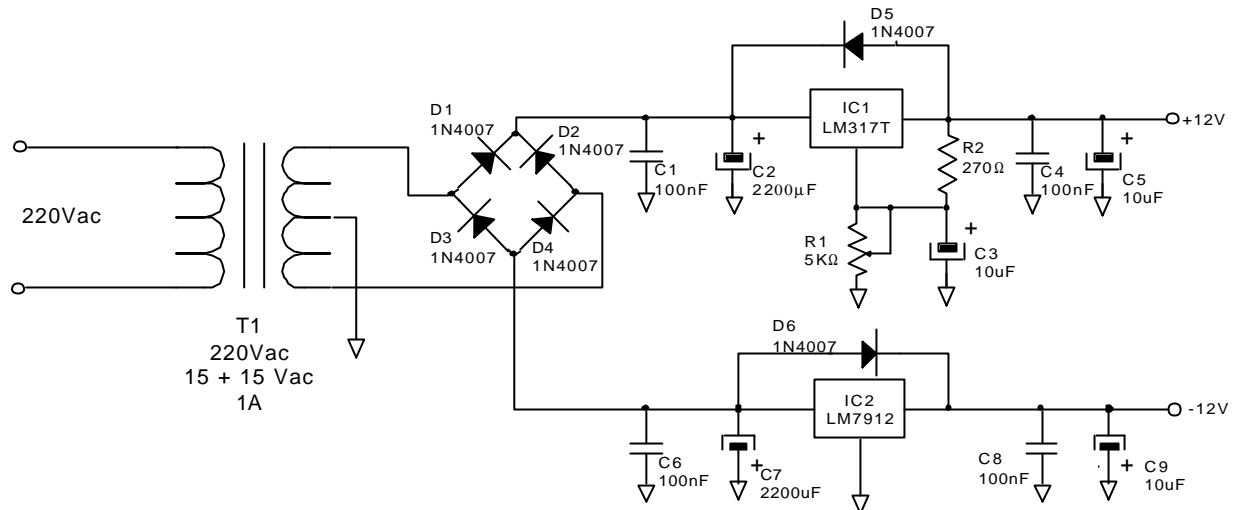 220Vac
T1
220Vac
15 + 15 Vac
1A
D1
1N4007
D2
1N4007
D3
1N4007
D4
1N4007
C1
100nF
+
C2
2200μF
D5
1N4007
IC1
LM317T
R2
270Ω
R1
5KΩ
+
C3
10uF
C4
100nF
+
C5
10uF
+12V
D6
1N4007
IC2
LM7912
C6
100nF
+
C7
2200uF
C8
100nF
+
C9
10uF
-12V